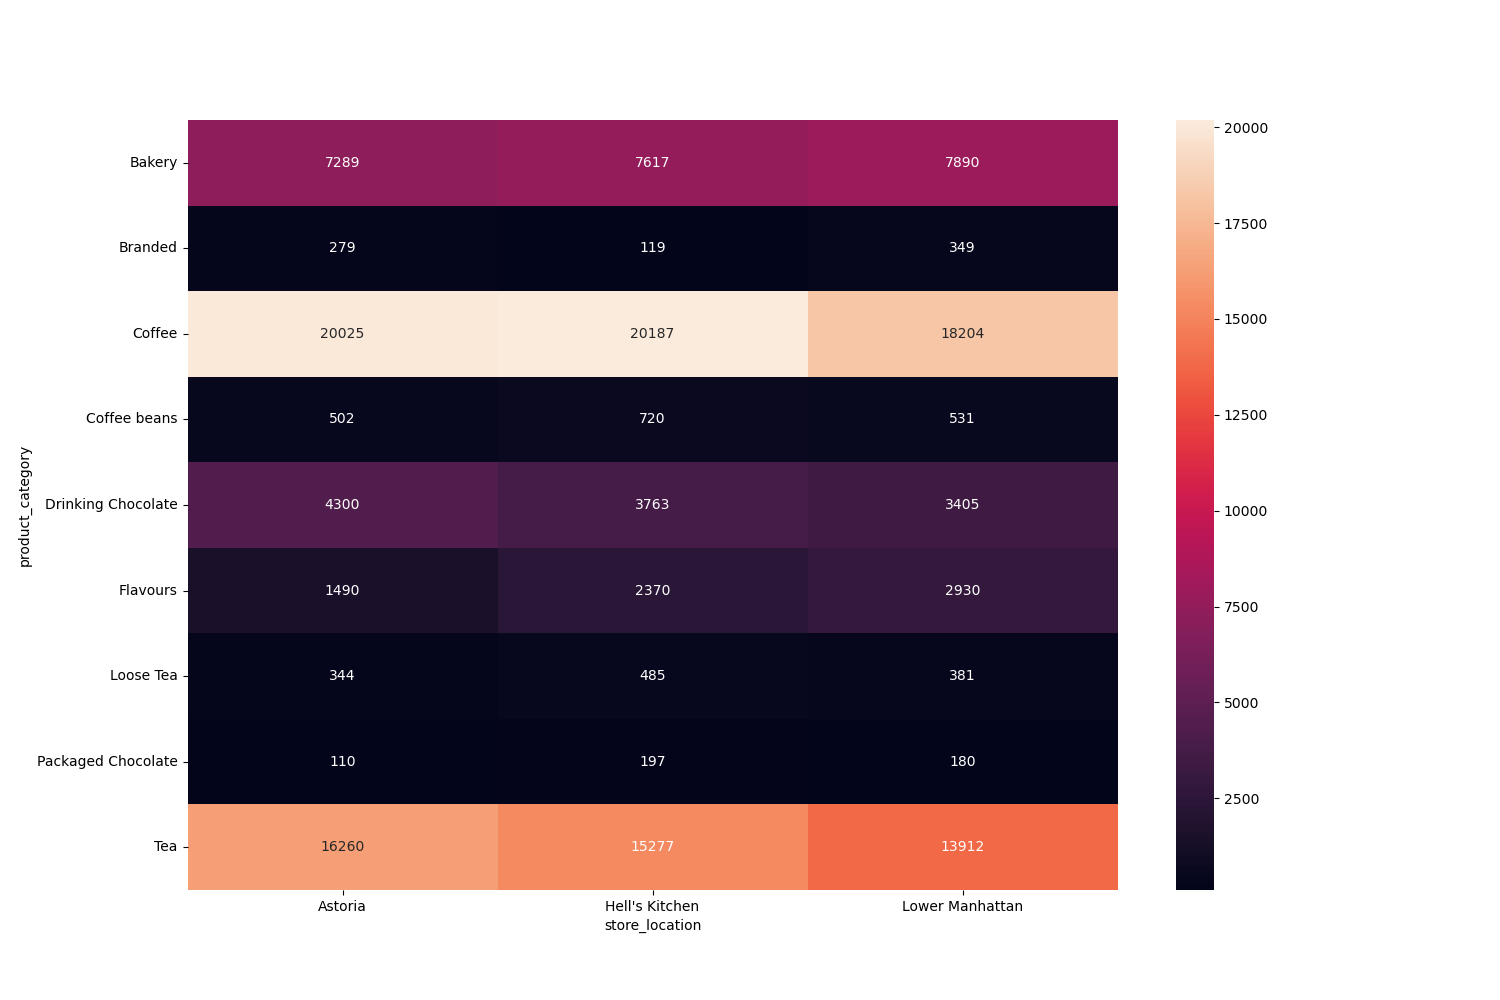 Bakery 7289 7617 7890
Branded 279 119 349
Coffee 20025 20187 18204
Coffee beans 502 720 531
Drinking Chocolate 4300 3763 3405
Flavours 1490 2370 2930
Loose Tea 344 485 381
Packaged Chocolate 110 197 180
Tea 16260 15277 13912
product_category
Astoria Hell's Kitchen Lower Manhattan
store_location
20000
17500
15000
12500
10000
7500
5000
2500